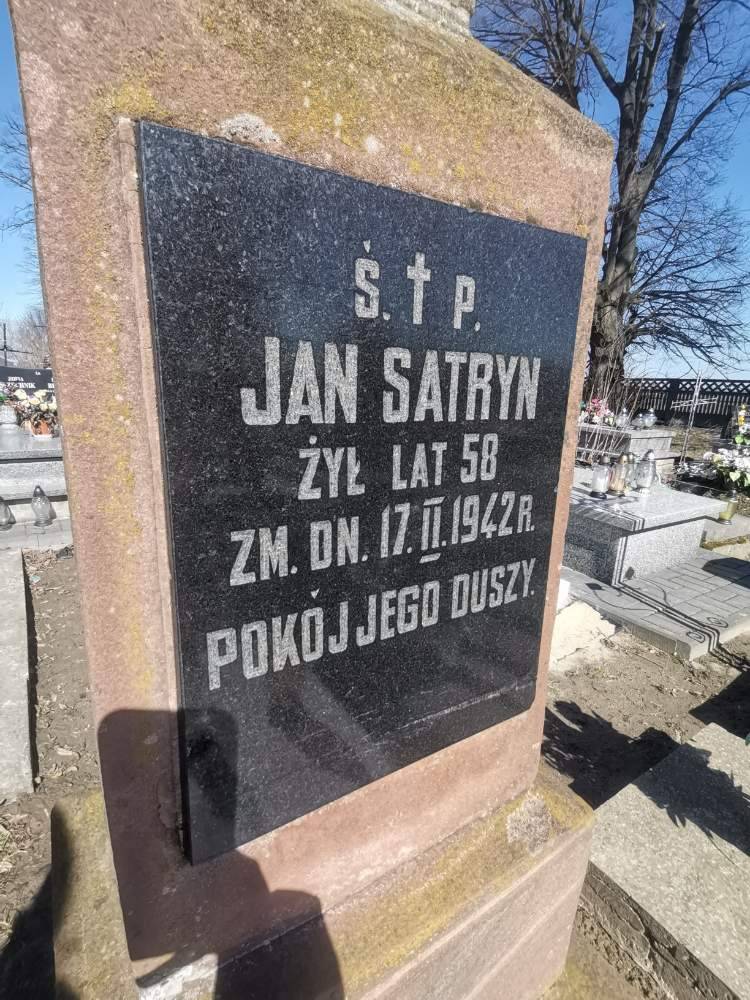 Ś. † P.
JAN SATRYN
ŻYŁ LAT 58
ZM. DN. 17. II. 1942 R.
POKÓJ JEGO DUSZY.